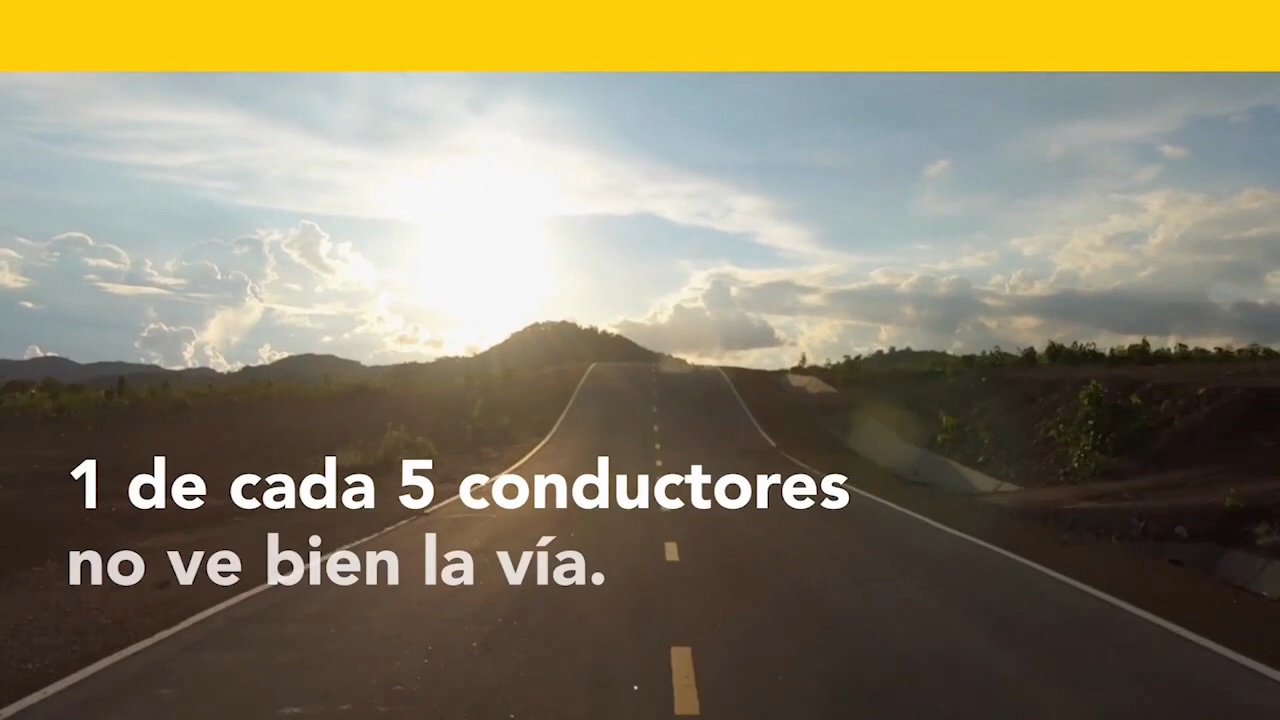 1 de cada 5 conductores
no ve bien la vía.